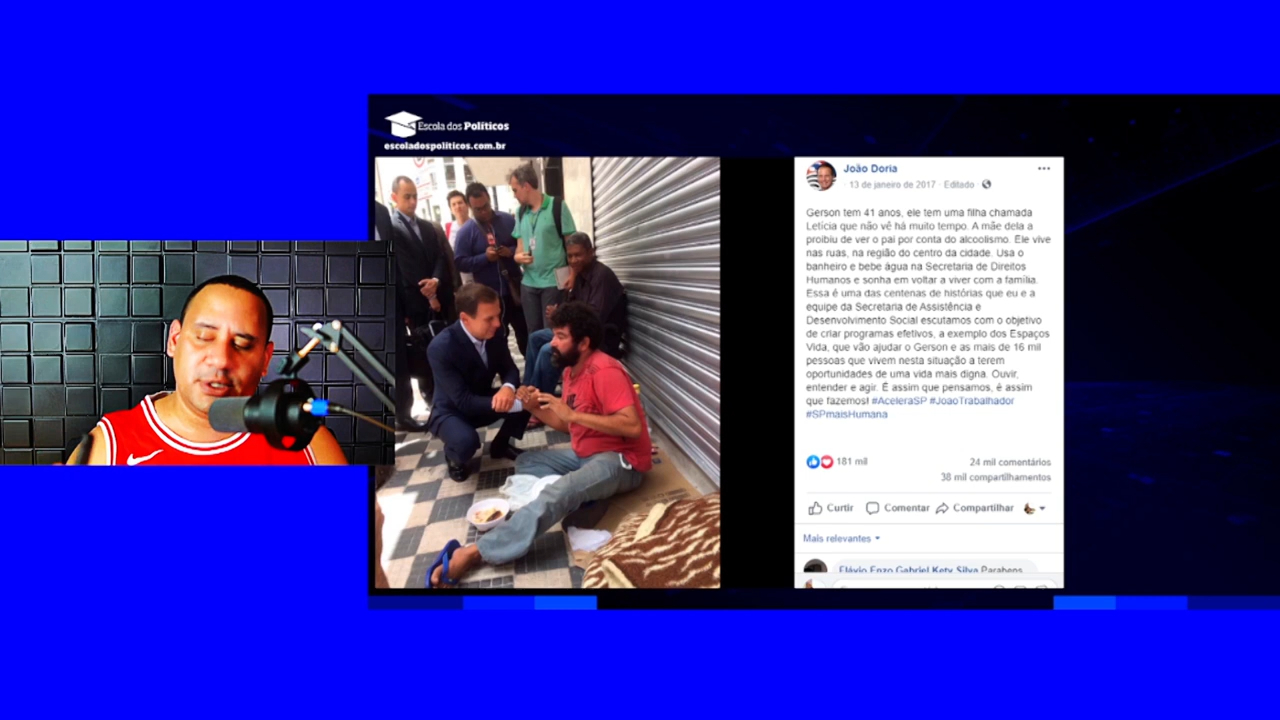 Escola dos Políticos
escoladospoliticos.com.br
João Doria
13 de janeiro de 2017 · Editado ·
Gerson tem 41 anos, ele tem uma filha chamada
Letícia que não vê há muito tempo. A mãe dela a
proibiu de ver o pai por conta do alcoolismo. Ele vive
nas ruas, na região do centro da cidade. Usa o
banheiro e bebe água na Secretaria de Direitos
Humanos e sonha em voltar a viver com a família.
Essa é uma das centenas de histórias que eu e a
equipe da Secretaria de Assistência e
Desenvolvimento Social escutamos com o objetivo
de criar programas efetivos, a exemplo dos Espaços
Vida, que vão ajudar o Gerson e as mais de 16 mil
pessoas que vivem nesta situação a terem
oportunidades de uma vida mais digna. Ouvir,
entender e agir. É assim que pensamos, é assim
que fazemos! #AceleraSP #JoaoTrabalhador
#SPmaisHumana
181 mil
24 mil comentários
38 mil compartilhamentos
Curtir Comentar Compartilhar
Mais relevantes
Flávio Enzo Gabriel Kety Silva Parabens